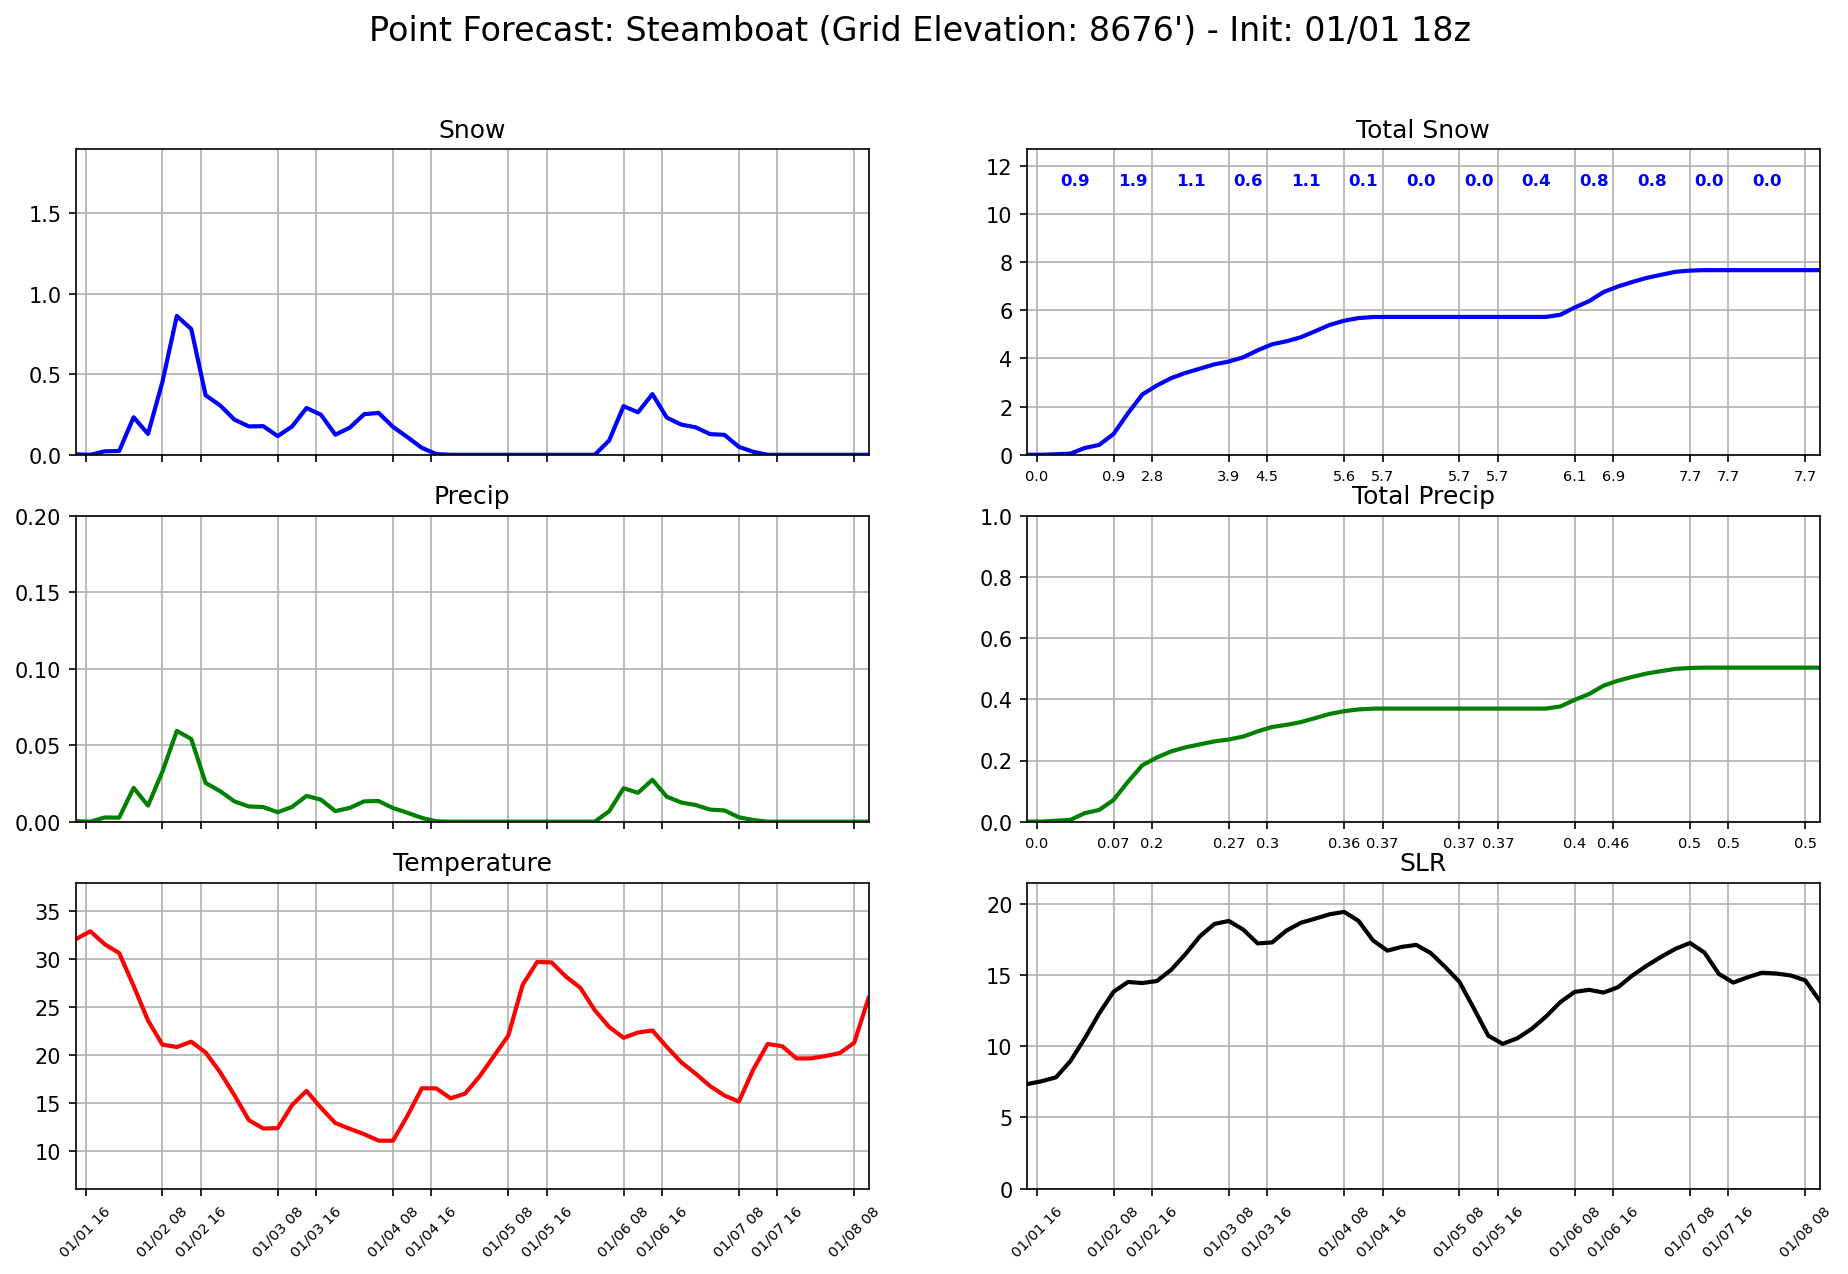 Point Forecast: Steamboat (Grid Elevation: 8676') - Init: 01/01 18z
Snow
1.5
1.0
0.5
0.0
Total Snow
12
10
8
6
4
2
0
0.9 1.9 1.1 0.6 1.1 0.1 0.0 0.0 0.4 0.8 0.8 0.0 0.0
0.0 0.9 2.8 3.9 4.5 5.6 5.7 5.7 5.7 6.1 6.9 7.7 7.7 7.7
Precip
0.20
0.15
0.10
0.05
0.00
Total Precip
1.0
0.8
0.6
0.4
0.2
0.0
0.0 0.07 0.2 0.27 0.3 0.36 0.37 0.37 0.37 0.4 0.46 0.5 0.5 0.5
Temperature
35
30
25
20
15
10
01/01 16 01/02 08 01/02 16 01/03 08 01/03 16 01/04 08 01/04 16 01/05 08 01/05 16 01/06 08 01/06 16 01/07 08 01/07 16 01/08 08
SLR
20
15
10
5
0
01/01 16 01/02 08 01/02 16 01/03 08 01/03 16 01/04 08 01/04 16 01/05 08 01/05 16 01/06 08 01/06 16 01/07 08 01/07 16 01/08 08